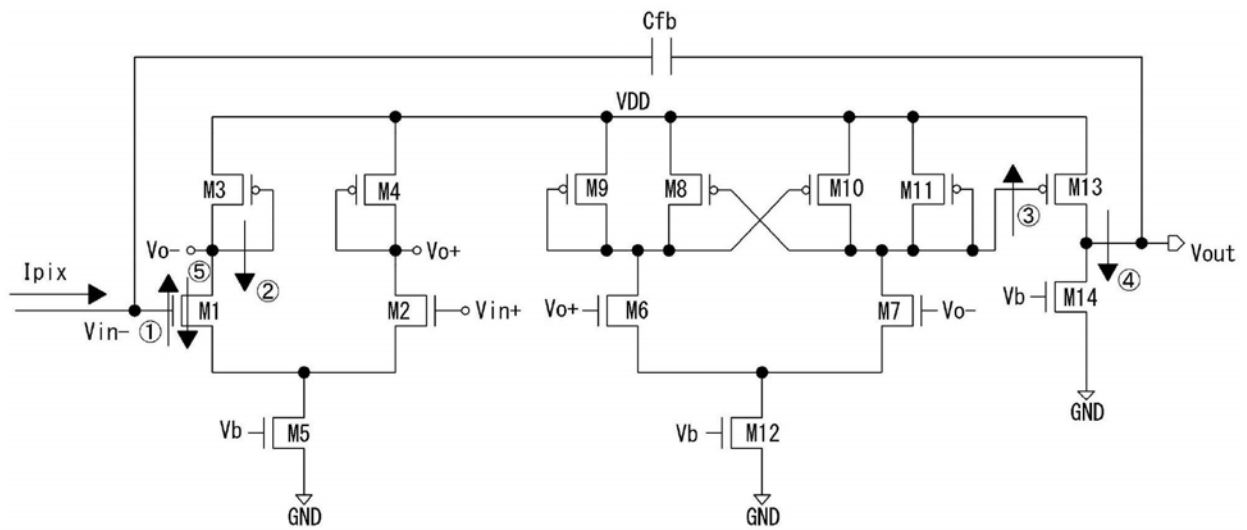 Cfb
VDD
M3 M4 M9 M8 M10 M11 M13
③
Vo- Vo+
Ipix ⑤ ② Vout
④
M1 M2 Vin+ Vo+ M6 M7 Vo- Vb M14
Vin- ①
GND
Vb M5 Vb M12
GND GND